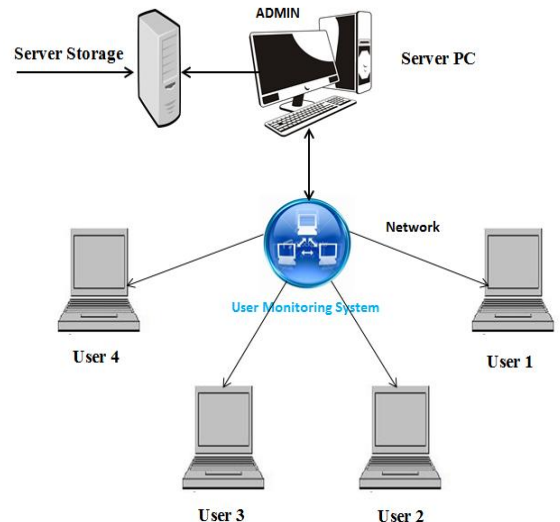 ADMIN
Server Storage
Server PC
Network
User Monitoring System
User 4
User 1
User 3
User 2